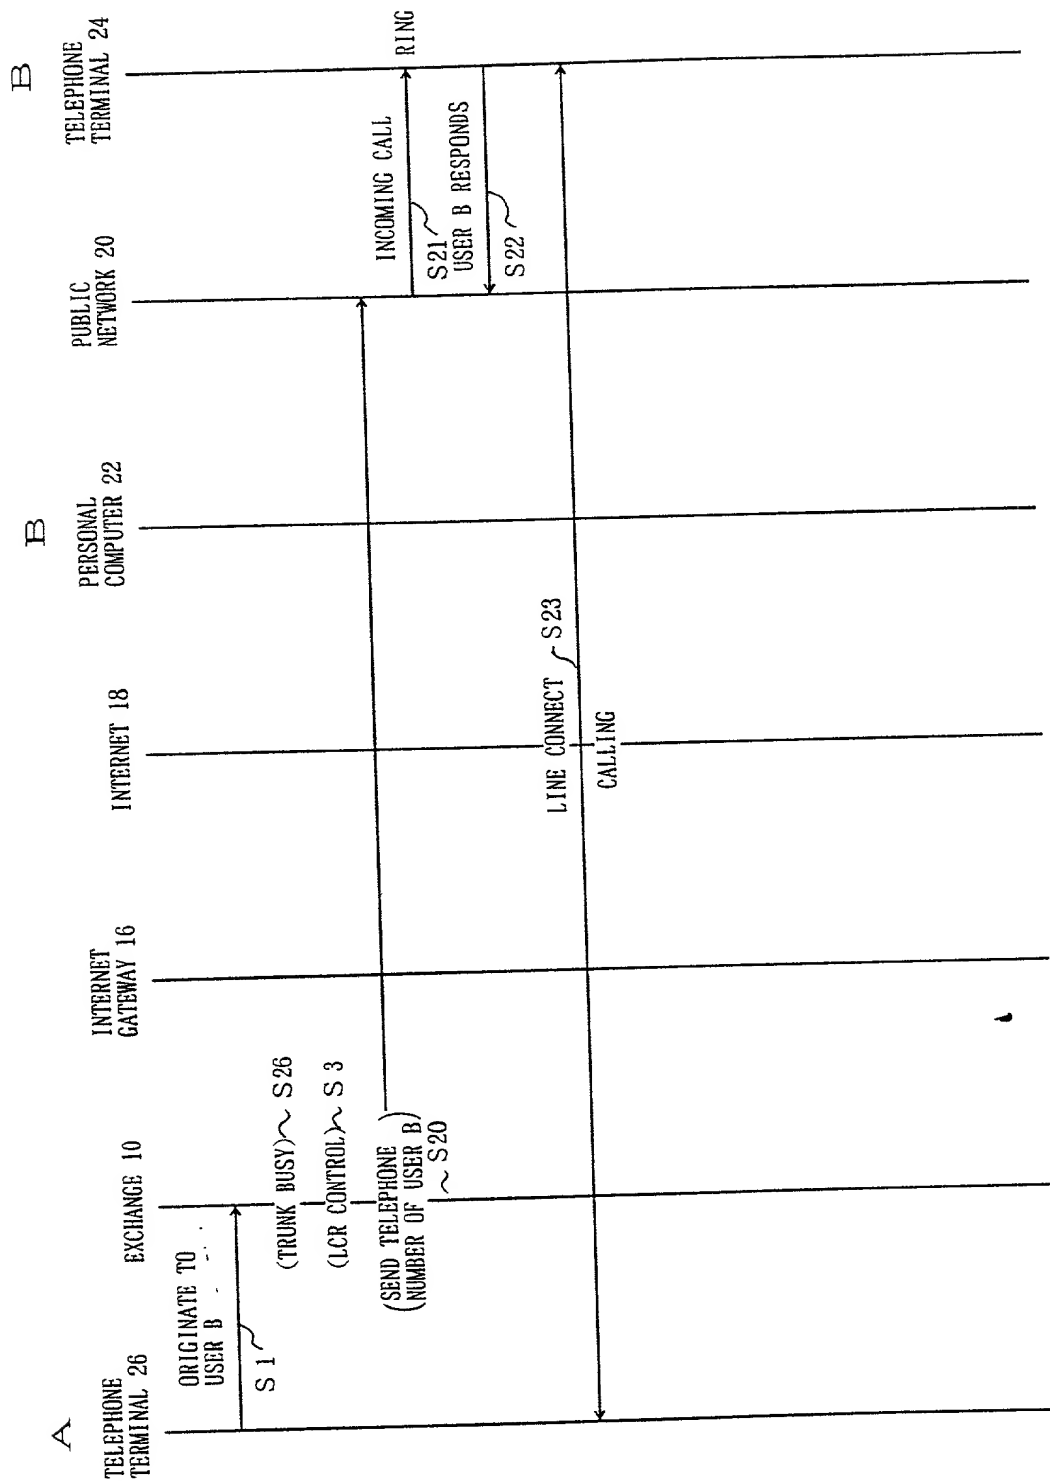 A
TELEPHONE
TERMINAL 26
EXCHANGE 10
INTERNET
GATEWAY 16
INTERNET 18
B
PERSONAL
COMPUTER 22
PUBLIC
NETWORK 20
B
TELEPHONE
TERMINAL 24
ORIGINATE TO
USER B
S1
(TRUNK BUSY) S26
(LCR CONTROL) S3
(SEND TELEPHONE
NUMBER OF USER B)
S20
INCOMING CALL
RING
S21
USER B RESPONDS
S22
LINE CONNECT S23
CALLING